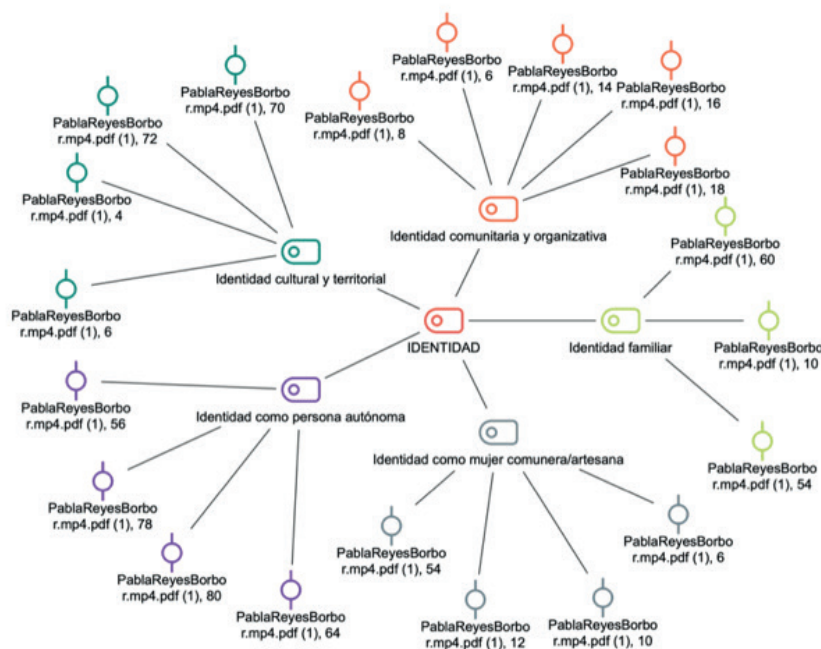 PablaReyesBorbo
r.mp4.pdf (1), 6
PablaReyesBorbo
r.mp4.pdf (1), 14
PablaReyesBorbo
r.mp4.pdf (1), 16
PablaReyesBorbo
r.mp4.pdf (1), 70
PablaReyesBorbo
r.mp4.pdf (1), 72
PablaReyesBorbo
r.mp4.pdf (1), 8
PablaReyesBorbo
r.mp4.pdf (1), 18
PablaReyesBorbo
r.mp4.pdf (1), 4
Identidad comunitaria y organizativa
PablaReyesBorbo
r.mp4.pdf (1), 60
Identidad cultural y territorial
PablaReyesBorbo
r.mp4.pdf (1), 6
IDENTIDAD
Identidad familiar
PablaReyesBorbo
r.mp4.pdf (1), 10
PablaReyesBorbo
r.mp4.pdf (1), 56
Identidad como persona autónoma
Identidad como mujer comunera/artesana
PablaReyesBorbo
r.mp4.pdf (1), 54
PablaReyesBorbo
r.mp4.pdf (1), 78
PablaReyesBorbo
r.mp4.pdf (1), 6
PablaReyesBorbo
r.mp4.pdf (1), 54
PablaReyesBorbo
r.mp4.pdf (1), 80
PablaReyesBorbo
r.mp4.pdf (1), 64
PablaReyesBorbo
r.mp4.pdf (1), 12
PablaReyesBorbo
r.mp4.pdf (1), 10